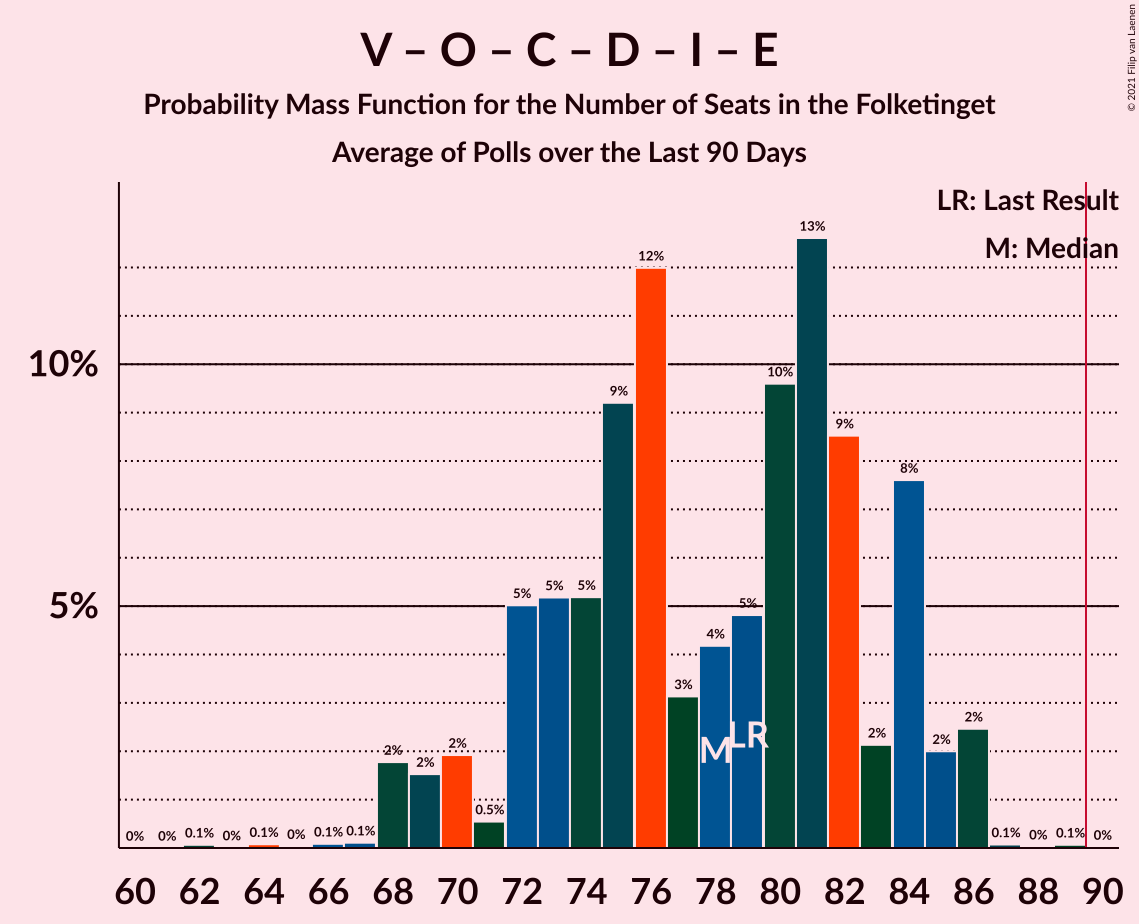 V – O – C – D – I – E
Probability Mass Function for the Number of Seats in the Folketinget
Average of Polls over the Last 90 Days
© 2021 Filip van Laenen
LR: Last Result
M: Median
10%
5%
0% 0% 0.1% 0% 0.1% 0% 0.1% 0.1% 2% 2% 2% 0.5% 5% 5% 5% 9% 12% 3% 4% 5% 10% 13% 9% 2% 8% 2% 2% 0.1% 0% 0.1% 0%
M LR
60 62 64 66 68 70 72 74 76 78 80 82 84 86 88 90